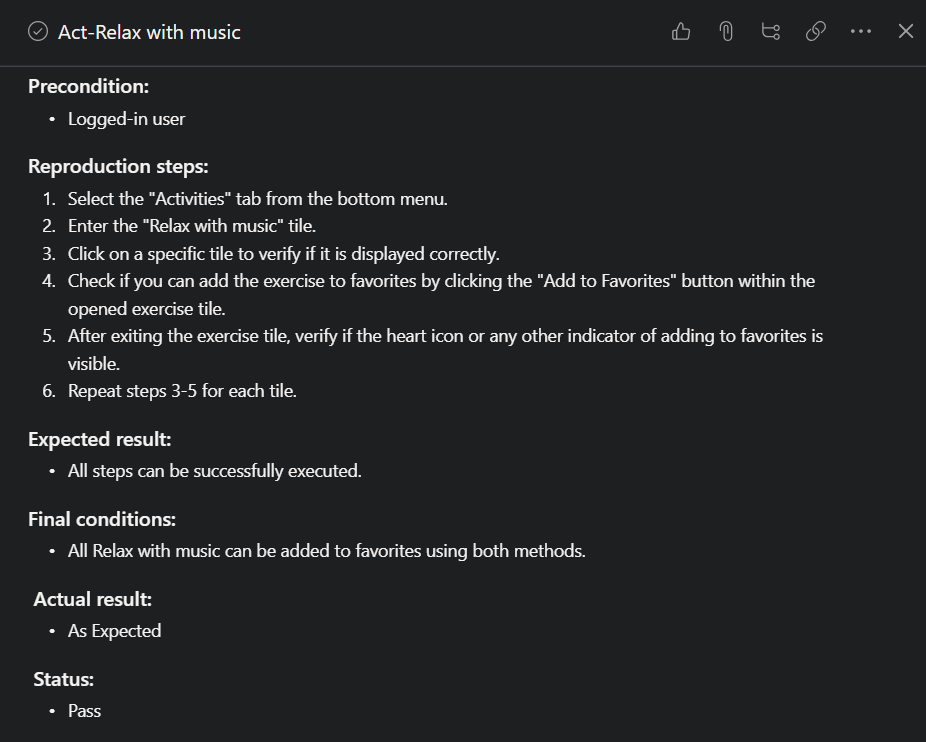 Act-Relax with music
Precondition:
• Logged-in user
Reproduction steps:
1. Select the "Activities" tab from the bottom menu.
2. Enter the "Relax with music" tile.
3. Click on a specific tile to verify if it is displayed correctly.
4. Check if you can add the exercise to favorites by clicking the "Add to Favorites" button within the
opened exercise tile.
5. After exiting the exercise tile, verify if the heart icon or any other indicator of adding to favorites is
visible.
6. Repeat steps 3-5 for each tile.
Expected result:
• All steps can be successfully executed.
Final conditions:
• All Relax with music can be added to favorites using both methods.
Actual result:
• As Expected
Status:
• Pass